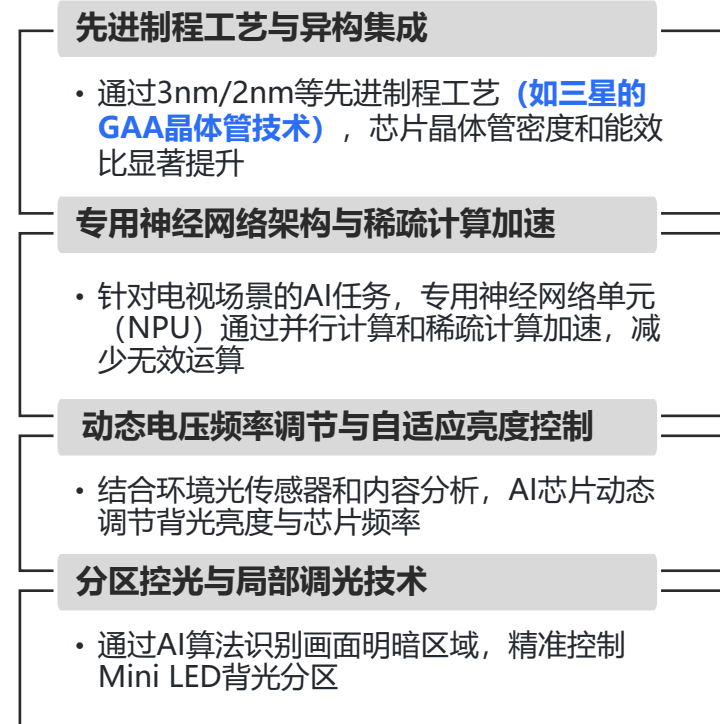 先进制程工艺与异构集成
• 通过3nm/2nm等先进制程工艺（如三星的
GAA晶体管技术），芯片晶体管密度和能效
比显著提升
专用神经网络架构与稀疏计算加速
• 针对电视场景的AI任务，专用神经网络单元
（NPU）通过并行计算和稀疏计算加速，减
少无效运算
动态电压频率调节与自适应亮度控制
• 结合环境光传感器和内容分析，AI芯片动态
调节背光亮度与芯片频率
分区控光与局部调光技术
• 通过AI算法识别画面明暗区域，精准控制
Mini LED背光分区